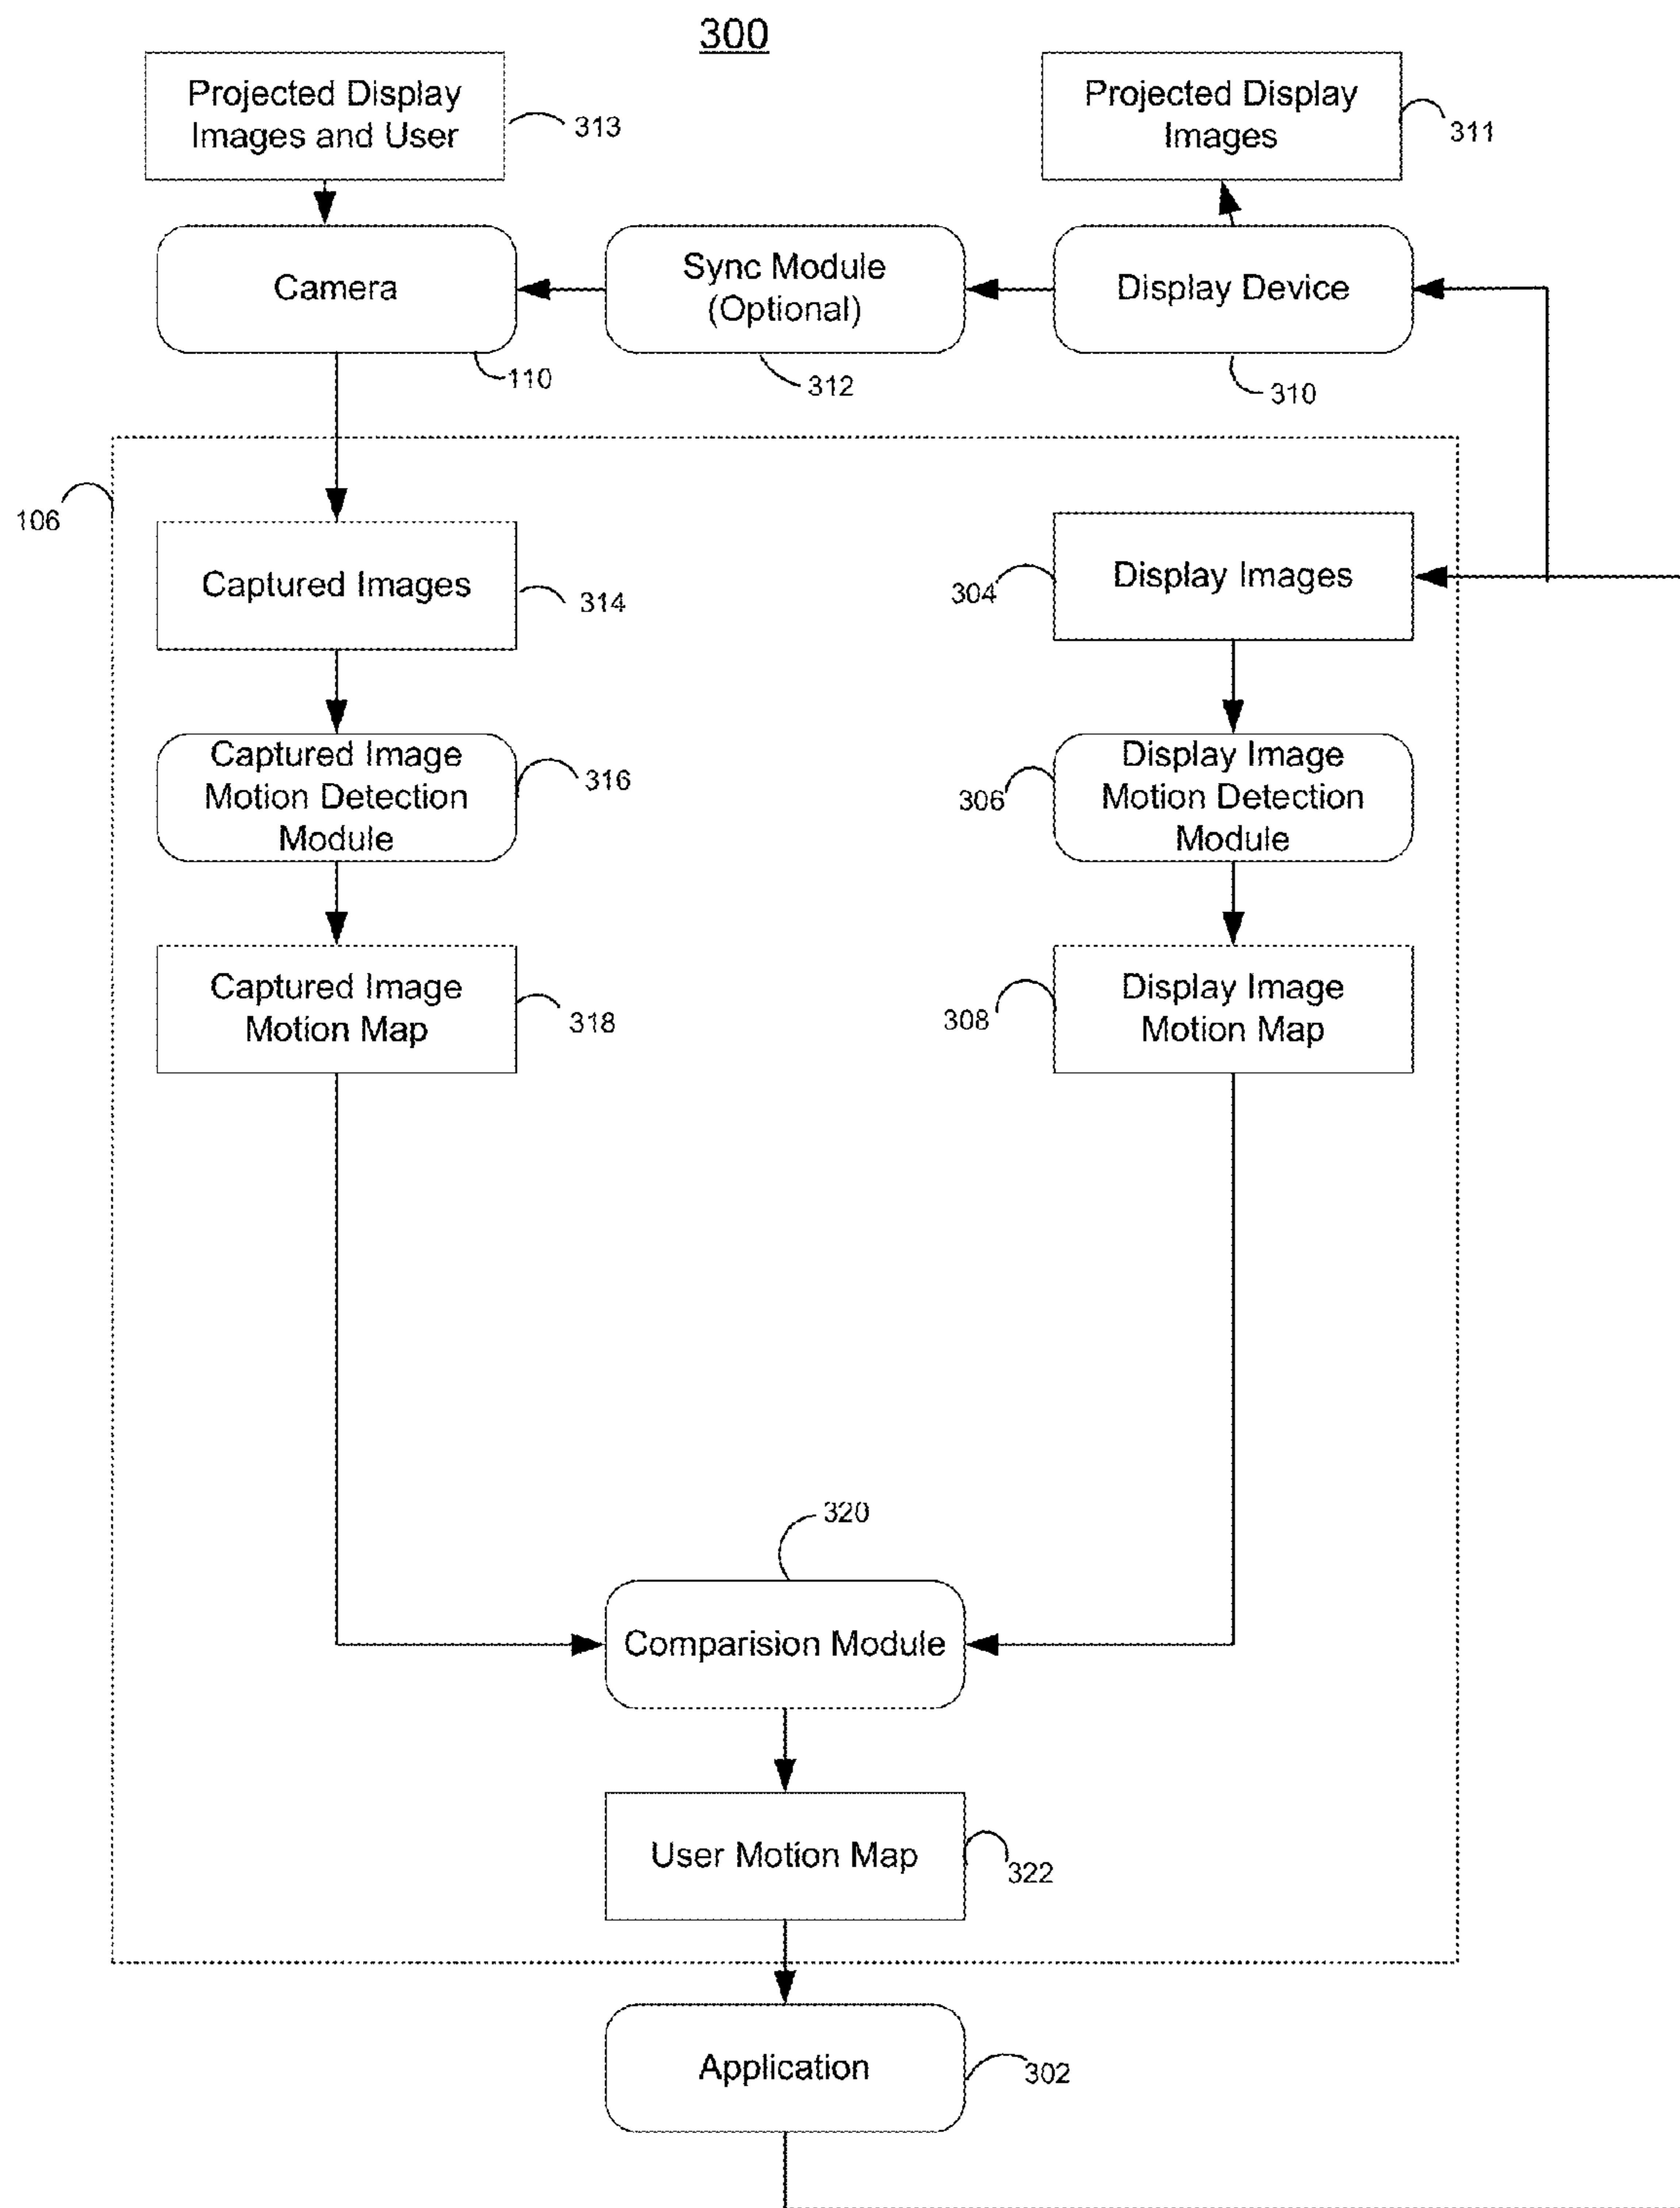 300
Projected Display
Images and User
313
Projected Display
Images
311
Camera
110
Sync Module
(Optional)
312
Display Device
310
106
Captured Images
314
304
Display Images
Captured Image
Motion Detection
Module
316
306
Display Image
Motion Detection
Module
Captured Image
Motion Map
318
308
Display Image
Motion Map
320
Comparision Module
User Motion Map
322
Application
302